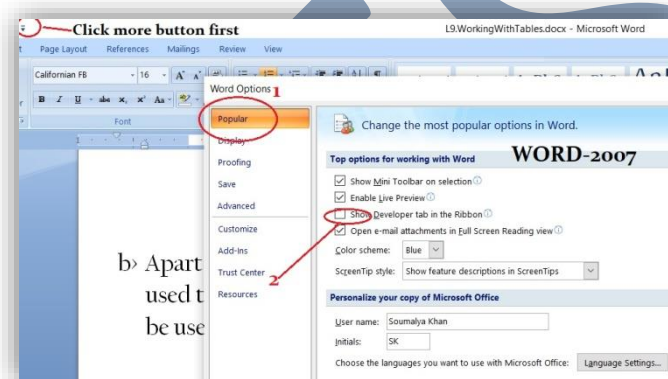 Click more button first
L9.WorkingWithTables.docx - Microsoft Word
Page Layout References Mailings Review View
Californian FB 16
Font
Word Options 1
Popular
Display
Proofing
Save
Advanced
Customize
Add-Ins
Trust Center
Resources
2
Change the most popular options in Word.
Top options for working with Word WORD-2007
Show Mini Toolbar on selection
Enable Live Preview
Show Developer tab in the Ribbon
Open e-mail attachments in Full Screen Reading view
Color scheme: Blue
ScreenTip style: Show feature descriptions in ScreenTips
Personalize your copy of Microsoft Office
User name: Soumalya Khan
Initials: SK
Choose the languages you want to use with Microsoft Office: Language Settings...
b> Apart
used t
be use